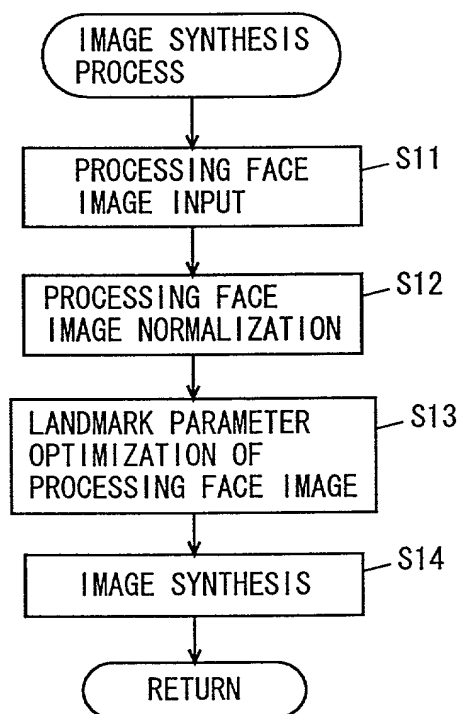 IMAGE SYNTHESIS
PROCESS
PROCESSING FACE
IMAGE INPUT
S11
PROCESSING FACE
IMAGE NORMALIZATION
S12
LANDMARK PARAMETER
OPTIMIZATION OF
PROCESSING FACE IMAGE
S13
IMAGE SYNTHESIS
S14
RETURN